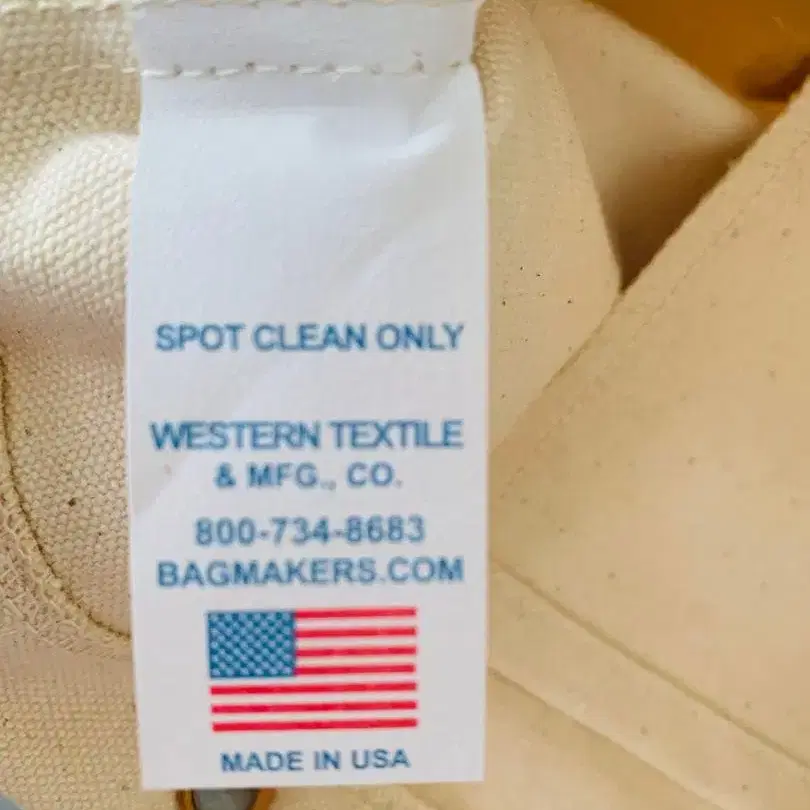 SPOT CLEAN ONLY
WESTERN TEXTILE
& MFG., CO.
800-734-8683
BAGMAKERS.COM
MADE IN USA